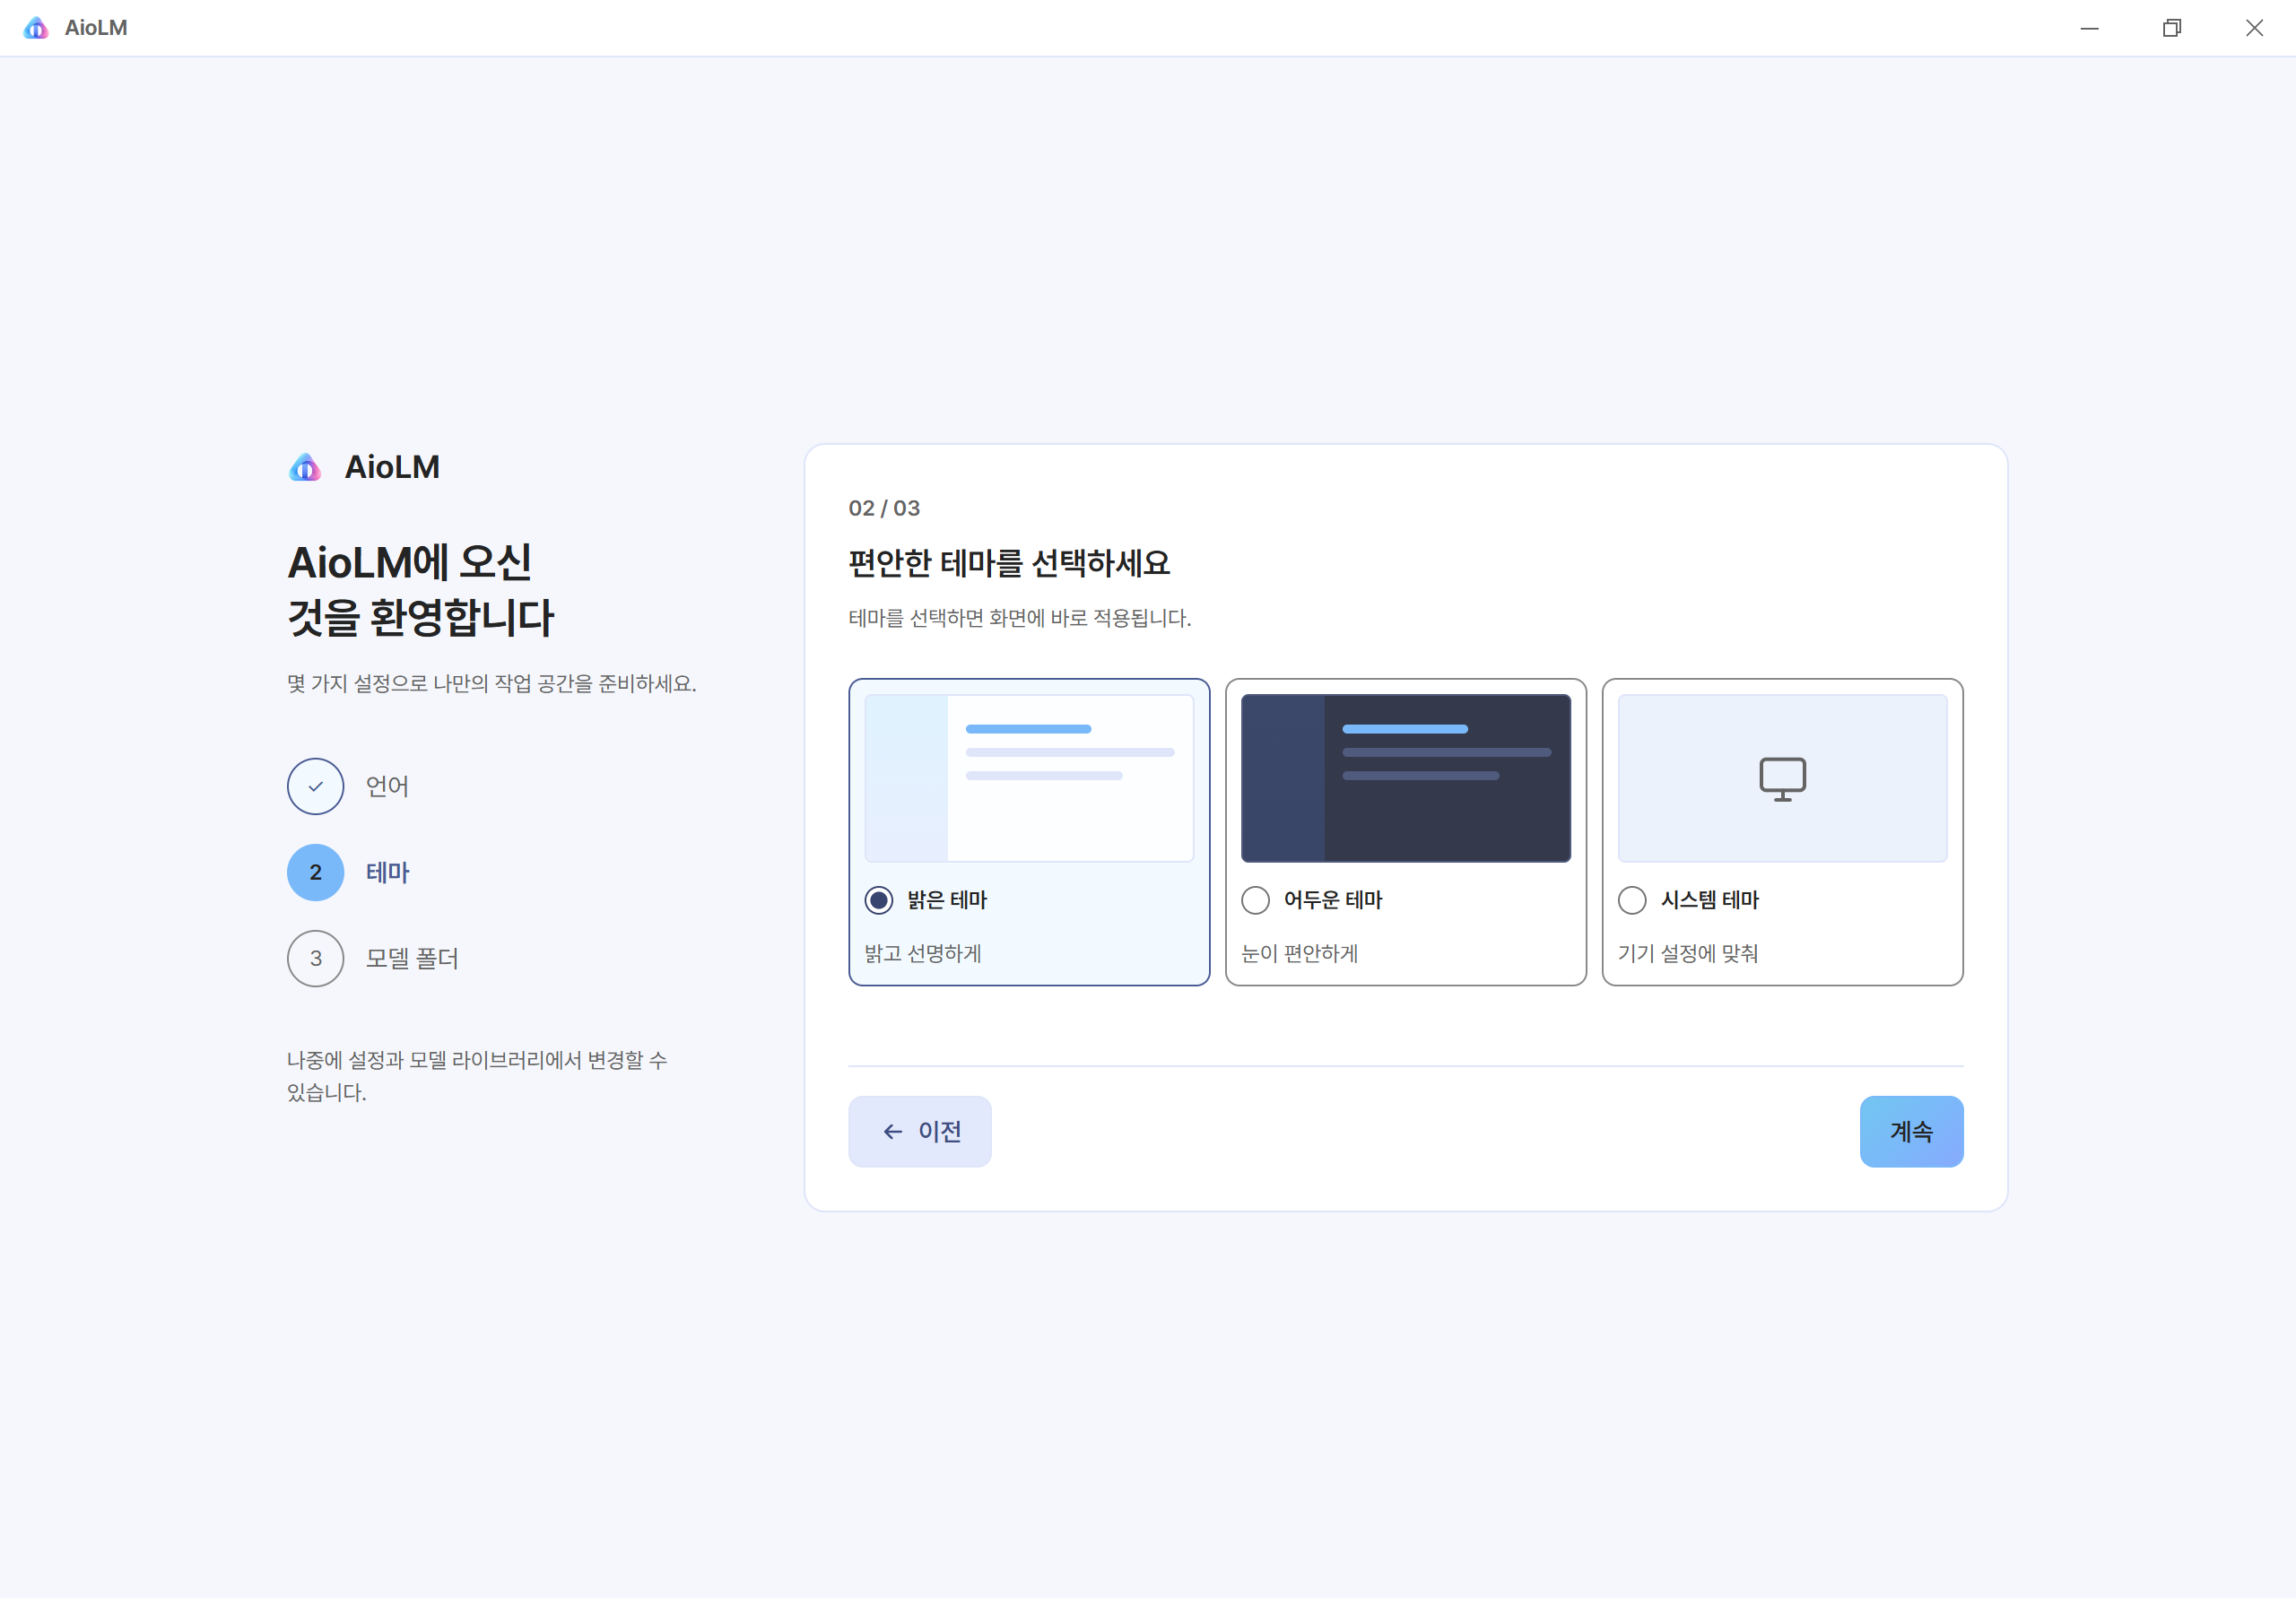 AioLM
AioLM
AioLM에 오신
것을 환영합니다
몇 가지 설정으로 나만의 작업 공간을 준비하세요.
언어
2 테마
3 모델 폴더
나중에 설정과 모델 라이브러리에서 변경할 수
있습니다.
02 / 03
편안한 테마를 선택하세요
테마를 선택하면 화면에 바로 적용됩니다.
밝은 테마
밝고 선명하게
어두운 테마
눈이 편안하게
시스템 테마
기기 설정에 맞춰
이전
계속